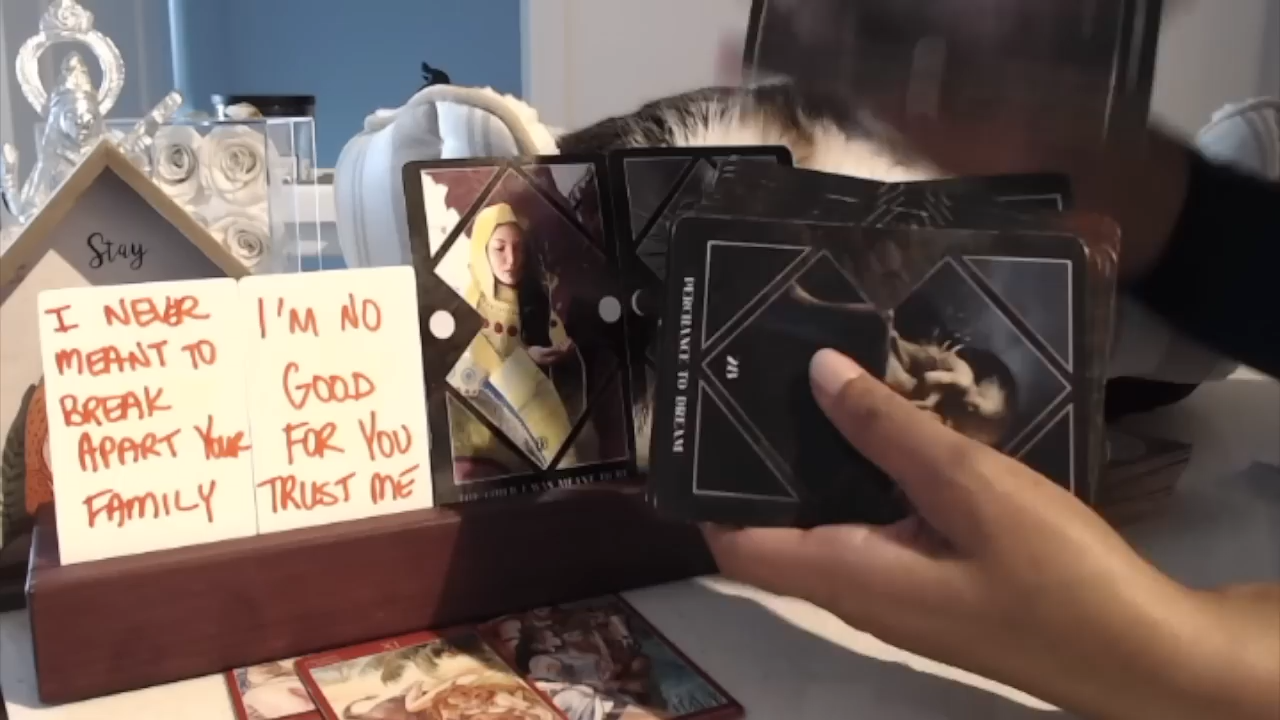 Stay
I NEVER
MEANT TO
BREAK
APART YOUR
FAMILY
I'M NO
GOOD
FOR YOU
TRUST ME
PERCHANCE TO DREAM